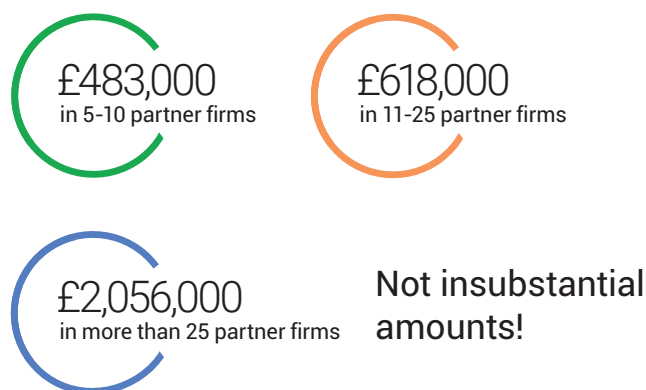 £483,000
in 5-10 partner firms
£618,000
in 11-25 partner firms
£2,056,000
in more than 25 partner firms
Not insubstantial
amounts!